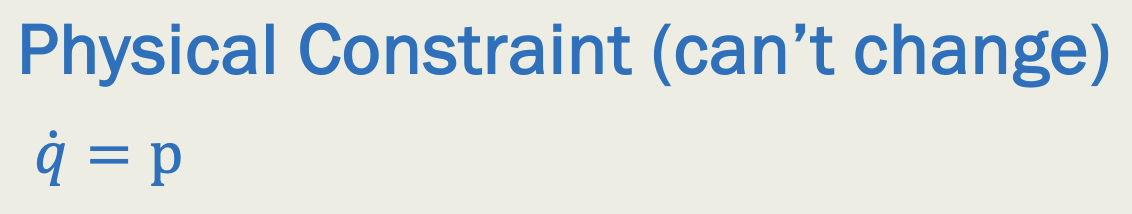 Physical Constraint (can’t change)
q̇ = p